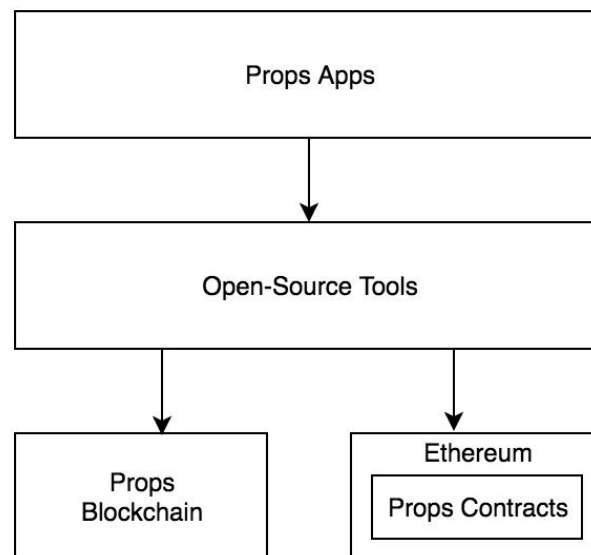 Props Apps
Open-Source Tools
Props
Blockchain
Ethereum
Props Contracts